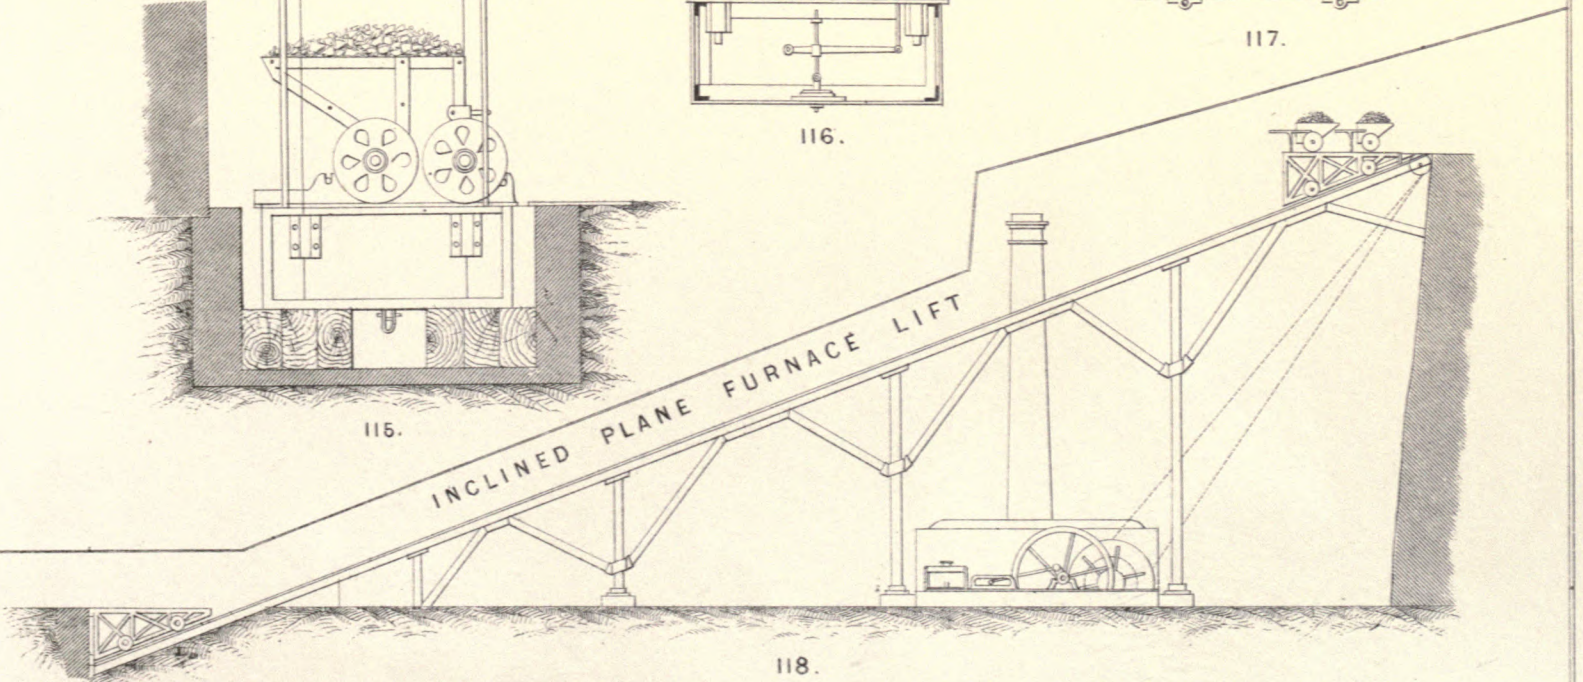 117.
116.
115.
INCLINED PLANE FURNACE LIFT
118.